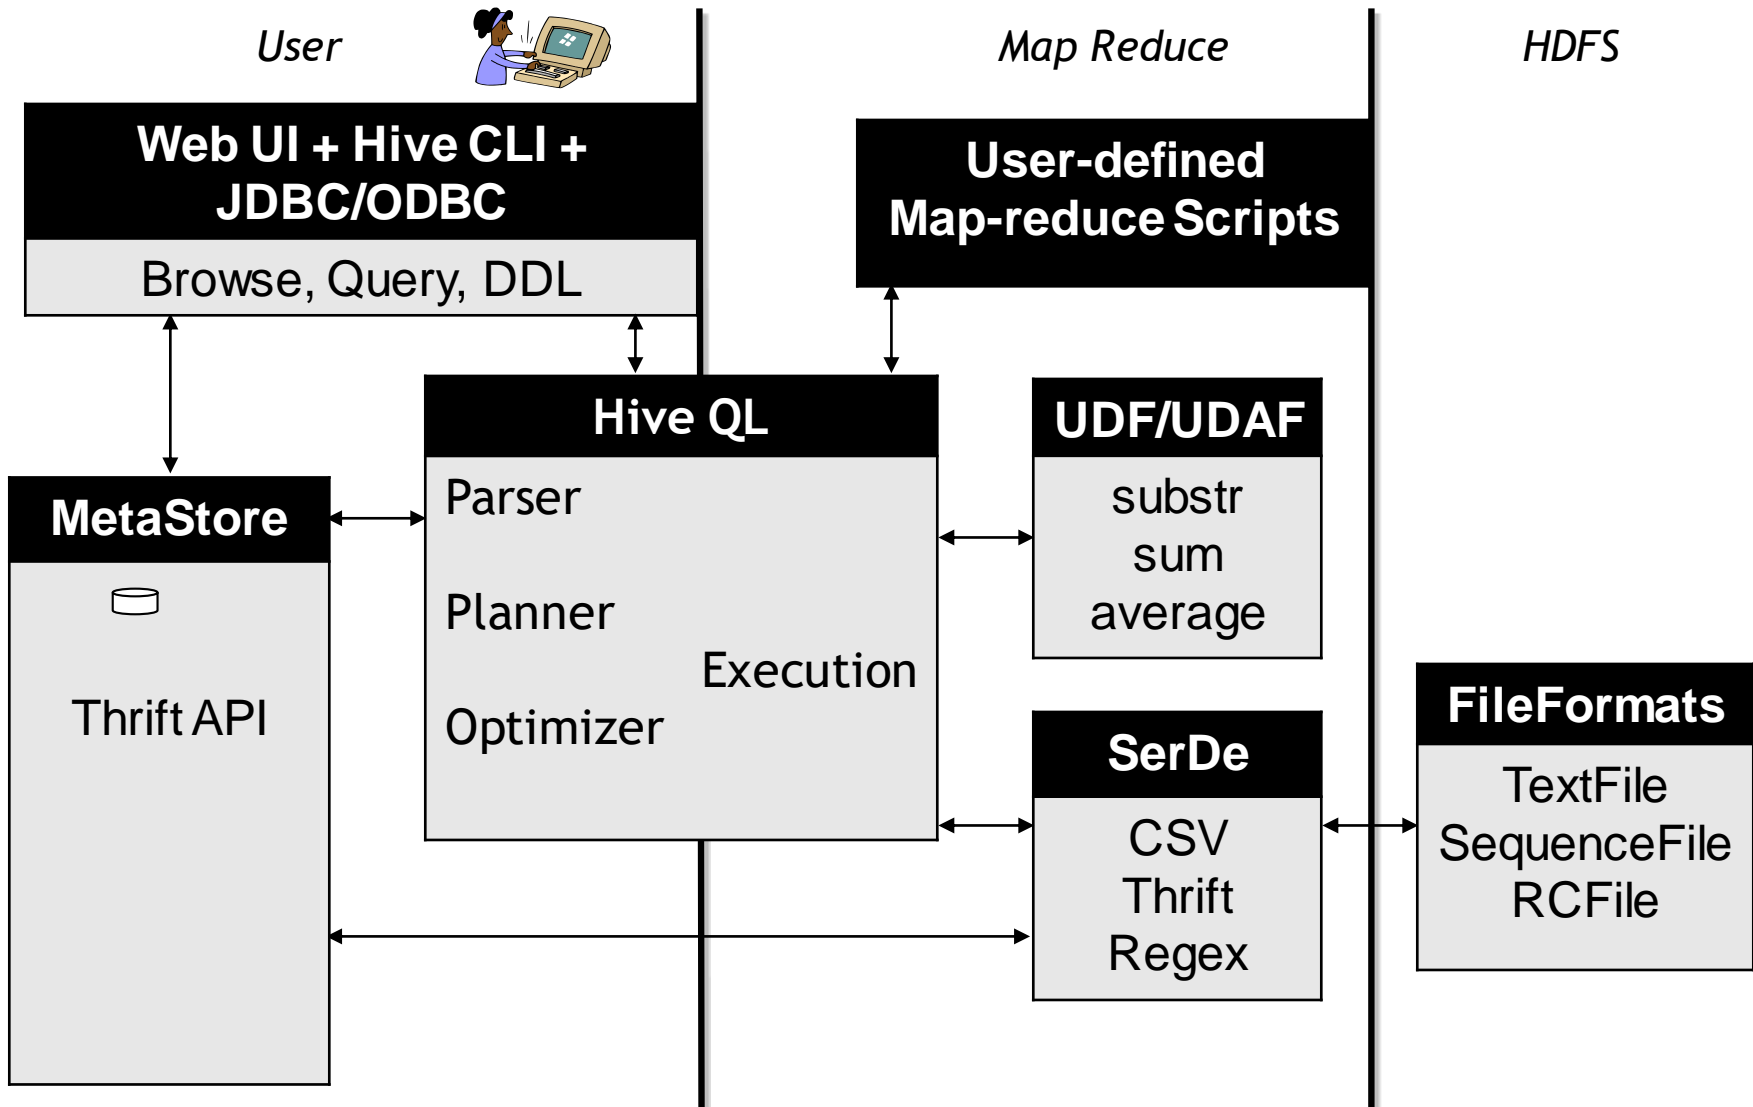 User
Map Reduce
HDFS
Web UI + Hive CLI +
JDBC/ODBC
Browse, Query, DDL
User-defined
Map-reduce Scripts
Hive QL
Parser
Planner
Execution
Optimizer
UDF/UDAF
substr
sum
average
MetaStore
Thrift API
SerDe
CSV
Thrift
Regex
FileFormats
TextFile
SequenceFile
RCFile